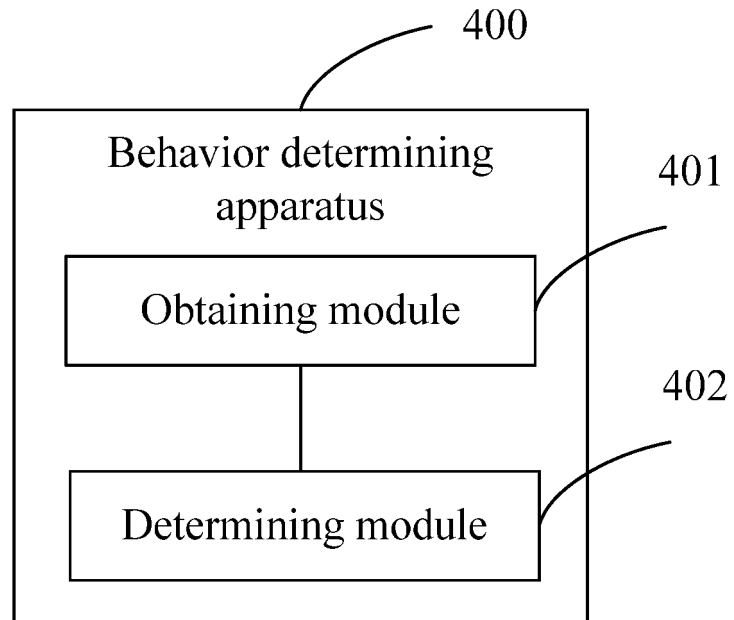 400
Behavior determining
apparatus
401
Obtaining module
402
Determining module